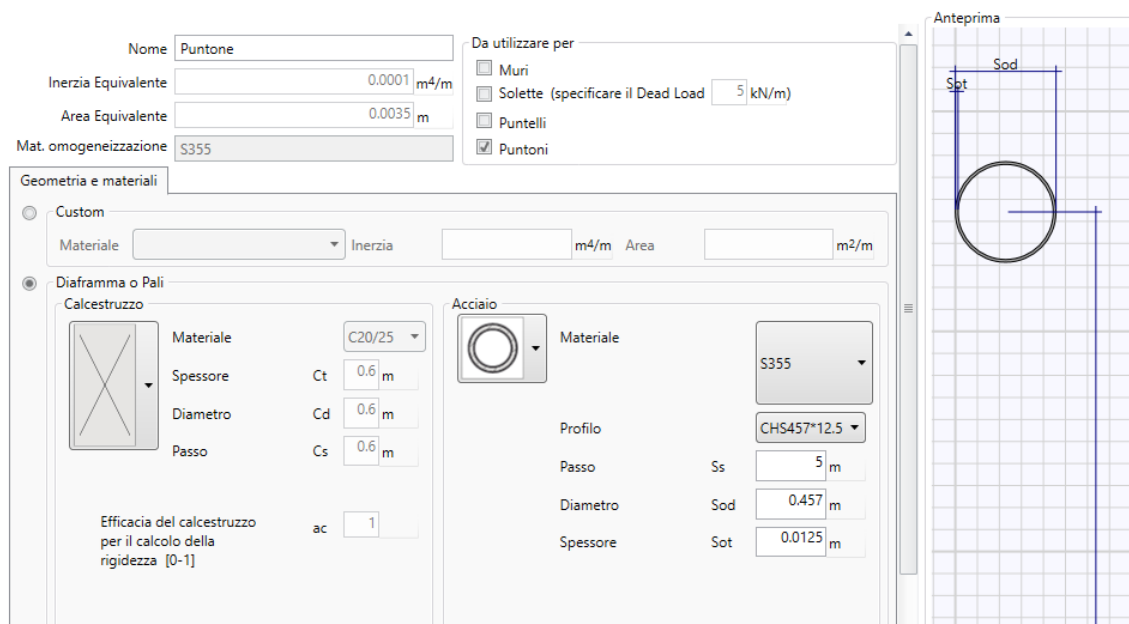 Nome Puntone
Inerzia Equivalente 0.0001 m4/m
Area Equivalente 0.0035 m
Mat. omogeneizzazione S355
Da utilizzare per
Muri
Solette (specificare il Dead Load 5 kN/m)
Puntelli
Puntoni
Geometria e materiali
Custom
Materiale Inerzia m4/m Area m2/m
Diaframma o Pali
Calcestruzzo
Materiale C20/25
Spessore Ct 0.6 m
Diametro Cd 0.6 m
Passo Cs 0.6 m
Efficacia del calcestruzzo
per il calcolo della
rigidezza [0-1]
ac 1
Acciaio
Materiale S355
Profilo CHS457*12.5
Passo Ss 5 m
Diametro Sod 0.457 m
Spessore Sot 0.0125 m
Anteprima
Sod
Sot